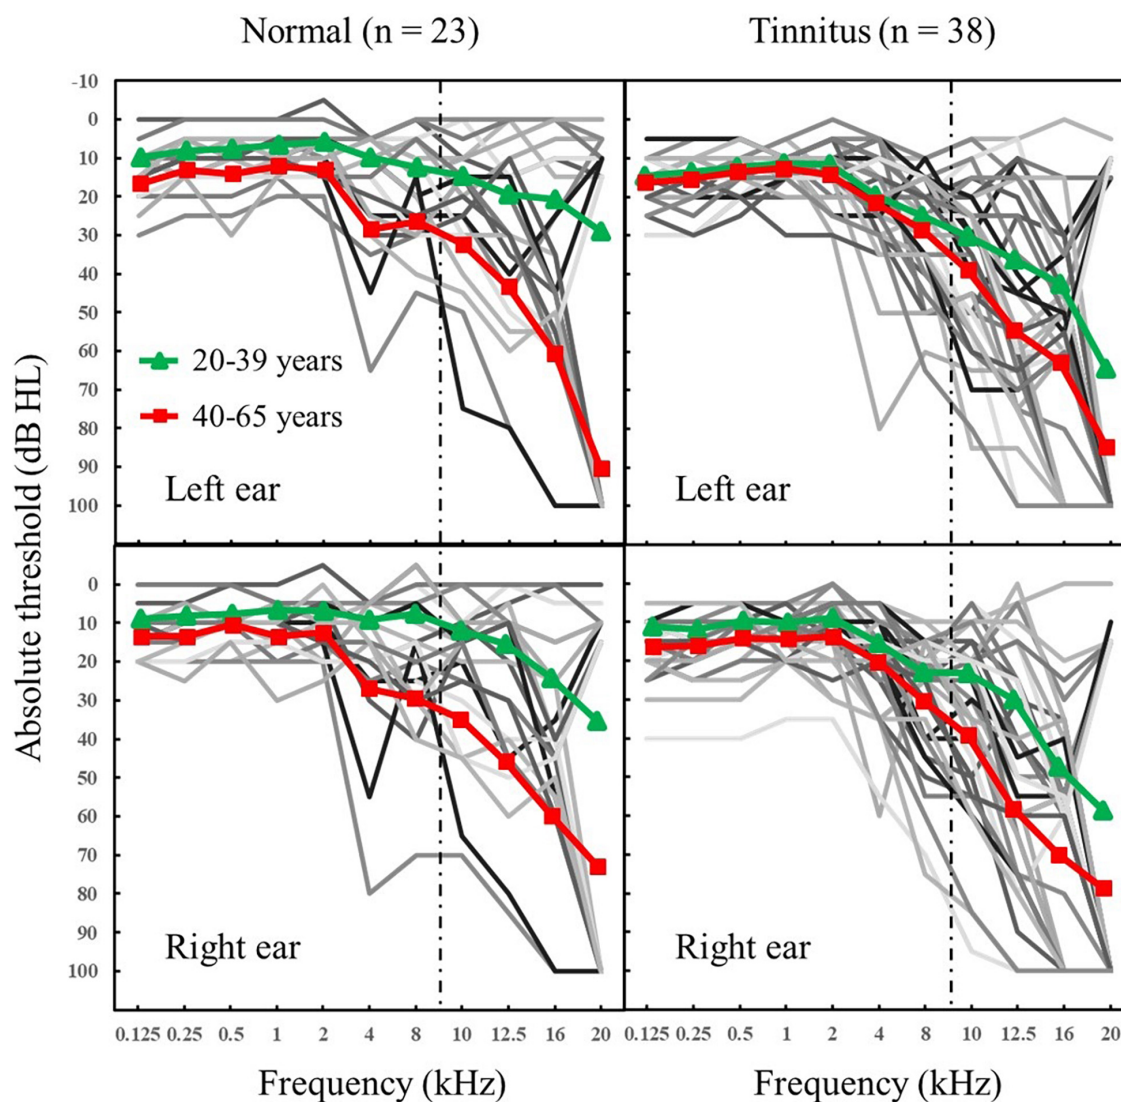 Normal (n = 23)
Tinnitus (n = 38)
Absolute threshold (dB HL)
-10
0
10
20
30
40
50
60
70
80
90
100
20-39 years
40-65 years
Left ear
Left ear
0
10
20
30
40
50
60
70
80
90
100
Right ear
Right ear
0.125 0.25 0.5 1 2 4 8 10 12.5 16 20
0.125 0.25 0.5 1 2 4 8 10 12.5 16 20
Frequency (kHz)
Frequency (kHz)